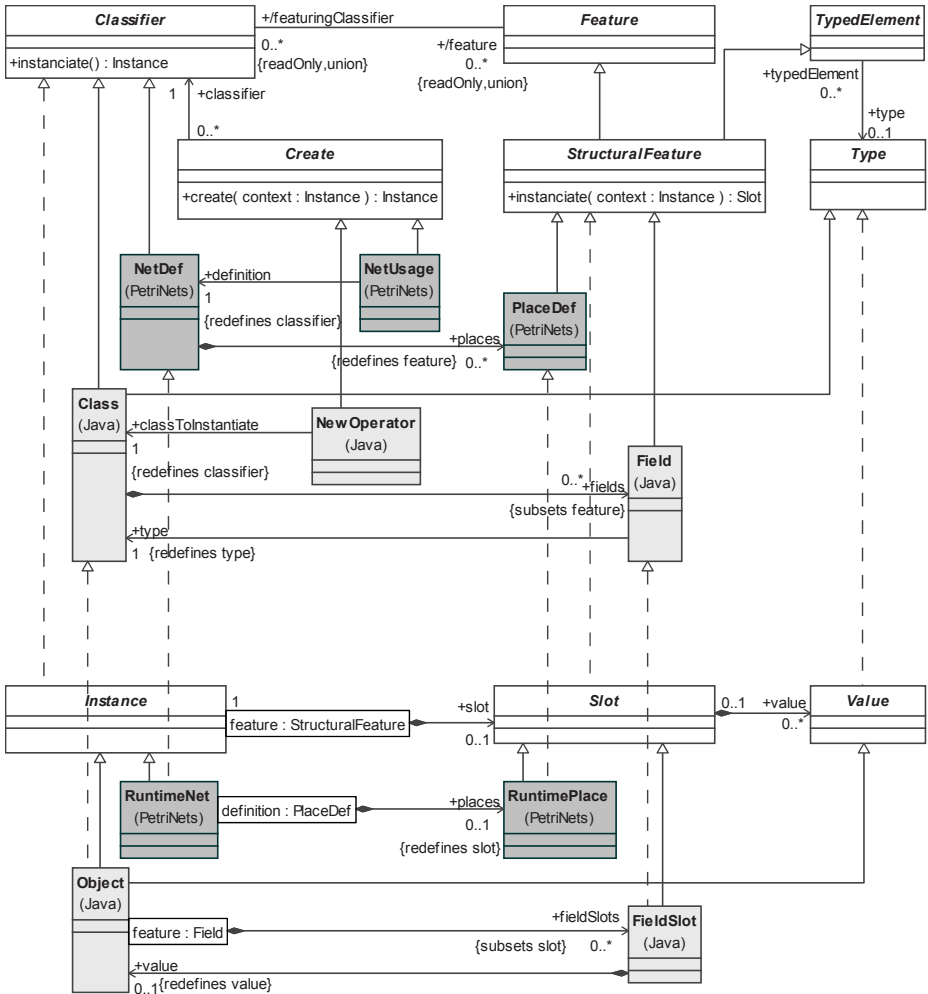 Classifier
+instanciate() : Instance
+/featuringClassifier
0..*
{readOnly,union}
+/feature
0..*
{readOnly,union}
Feature
TypedElement
+typedElement
0..*
+type
0..1
1
+classifier
0..*
Create
+create( context : Instance ) : Instance
StructuralFeature
+instanciate( context : Instance ) : Slot
Type
NetDef
(PetriNets)
+definition
1
{redefines classifier}
NetUsage
(PetriNets)
PlaceDef
(PetriNets)
+places
{redefines feature}
0..*
Class
(Java)
+classToInstantiate
1
{redefines classifier}
NewOperator
(Java)
Field
(Java)
0..*
+fields
{subsets feature}
+type
1
{redefines type}
Instance
1
feature : StructuralFeature
+slot
0..1
Slot
0..1
+value
0..*
Value
RuntimeNet
(PetriNets)
definition : PlaceDef
+places
0..1
{redefines slot}
RuntimePlace
(PetriNets)
Object
(Java)
feature : Field
+fieldSlots
{subsets slot}
0..*
FieldSlot
(Java)
+value
0..1
{redefines value}